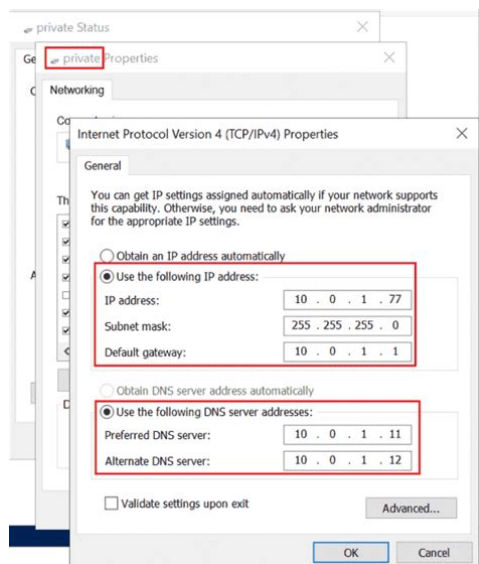 private Status
Ge
private Properties
Networking
Internet Protocol Version 4 (TCP/IPv4) Properties
General
You can get IP settings assigned automatically if your network supports
this capability. Otherwise, you need to ask your network administrator
for the appropriate IP settings.
Th
Obtain an IP address automatically
Use the following IP address:
IP address: 10 . 0 . 1 . 77
Subnet mask: 255 . 255 . 255 . 0
Default gateway: 10 . 0 . 1 . 1
Obtain DNS server address automatically
Use the following DNS server addresses:
Preferred DNS server: 10 . 0 . 1 . 11
Alternate DNS server: 10 . 0 . 1 . 12
Validate settings upon exit
Advanced...
OK Cancel